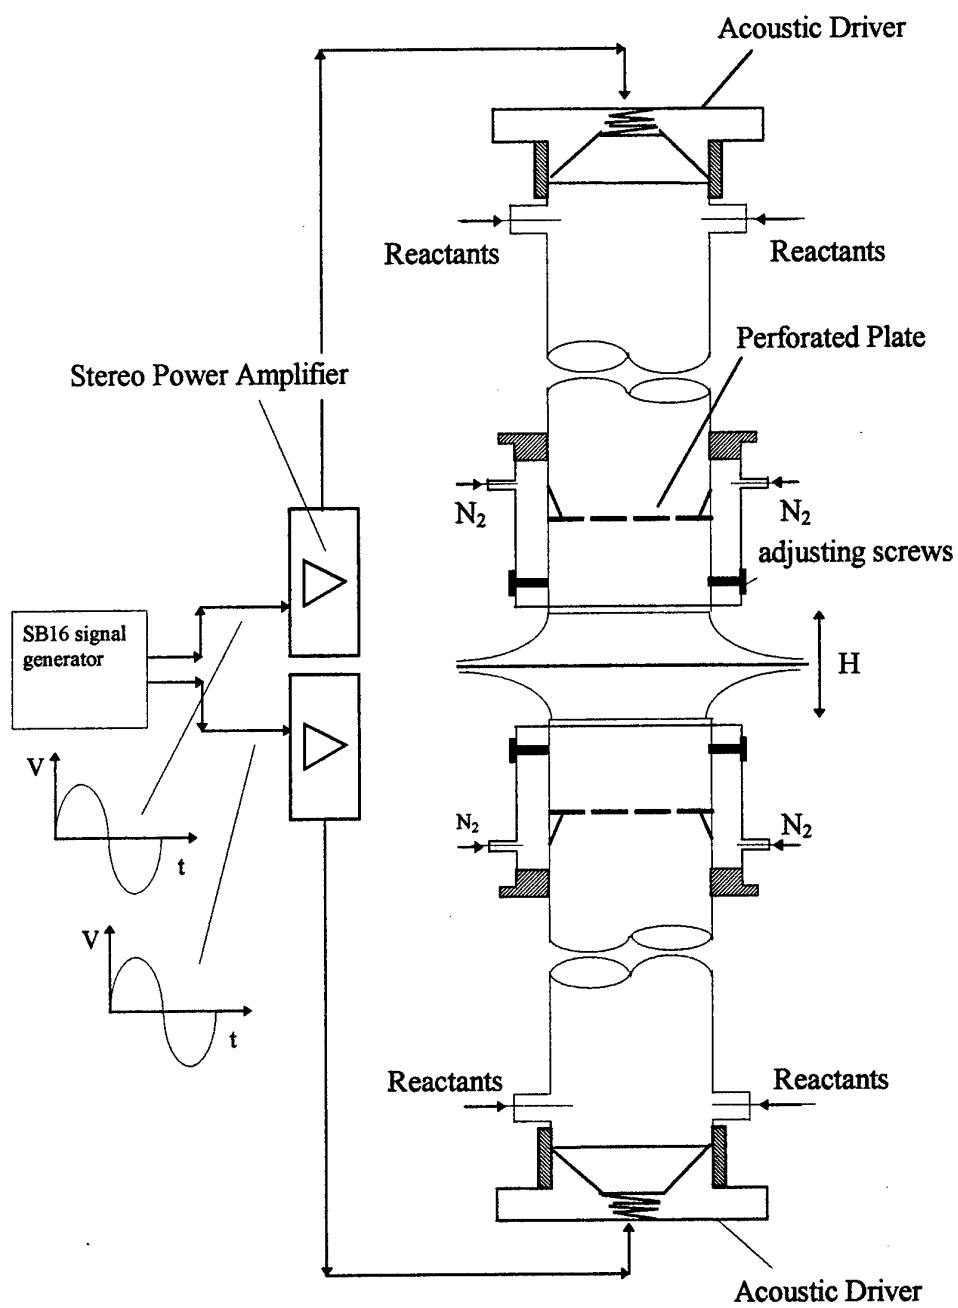 Acoustic Driver
Reactants
Reactants
Perforated Plate
Stereo Power Amplifier
N₂
N₂
adjusting screws
SB16 signal
generator
H
V
t
N₂
N₂
V
t
Reactants
Reactants
Acoustic Driver